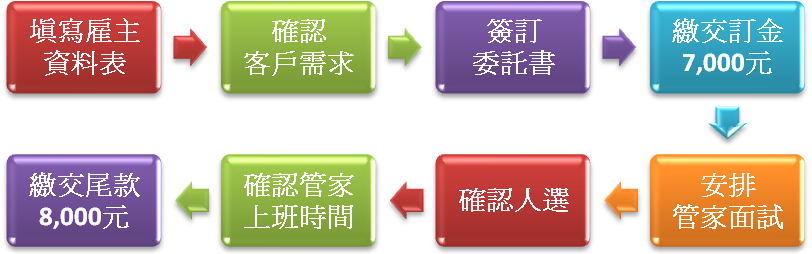 填寫雇主
資料表
確認
客戶需求
簽訂
委託書
繳交訂金
7,000元
安排
管家面試
確認人選
確認管家
上班時間
繳交尾款
8,000元